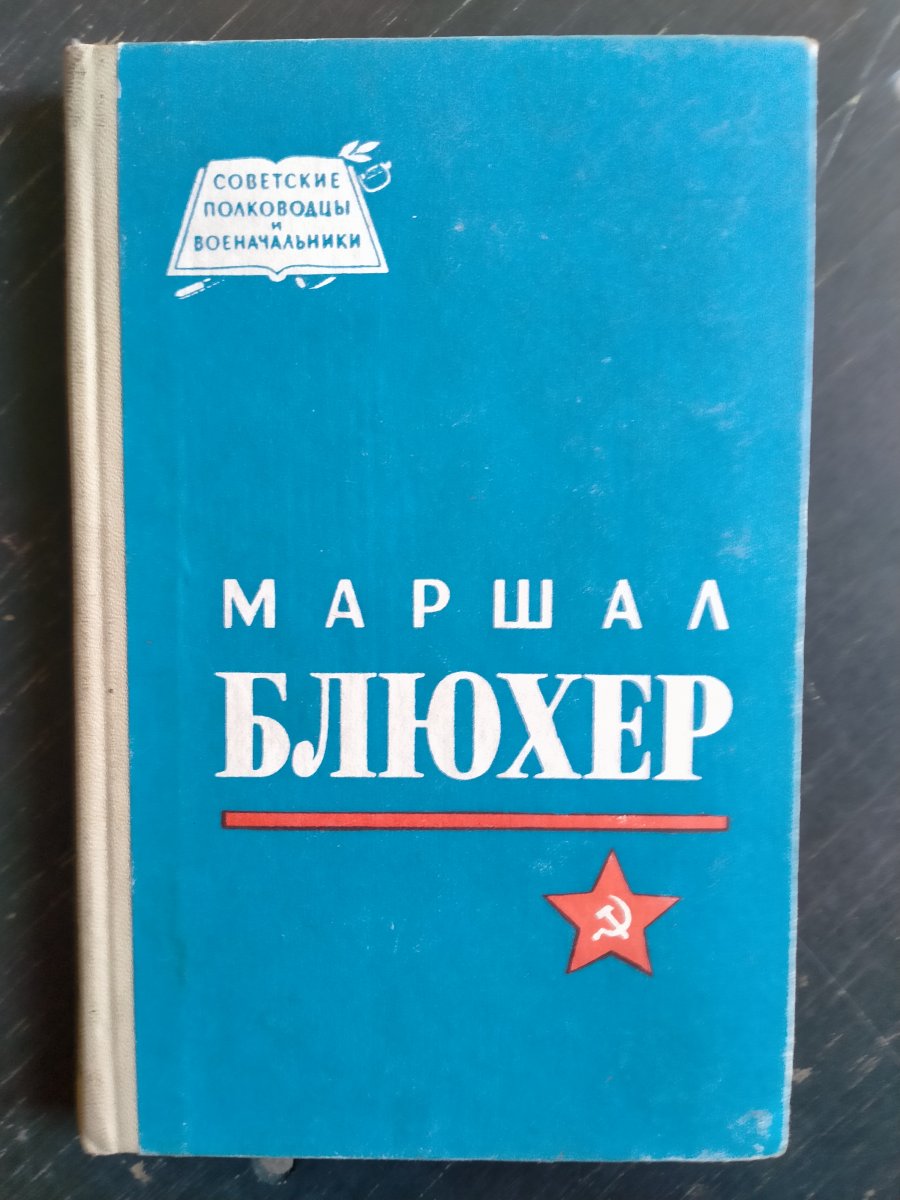 СОВЕТСКИЕ
ПОЛКОВОДЦЫ
и
ВОЕНАЧАЛЬНИКИ
МАРШАЛ
БЛЮХЕР